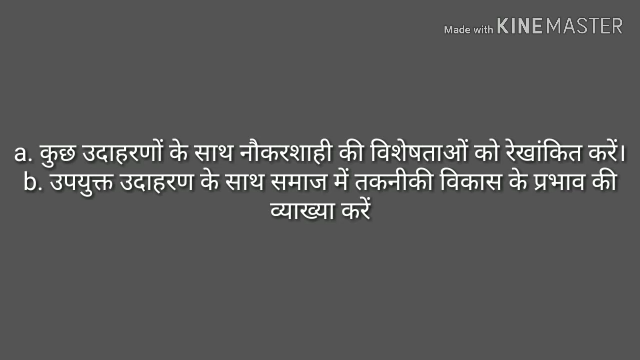 Made with KINEMASTER
a. कुछ उदाहरणों के साथ नौकरशाही की विशेषताओं को रेखांकित करें।
b. उपयुक्त उदाहरण के साथ समाज में तकनीकी विकास के प्रभाव की
व्याख्या करें